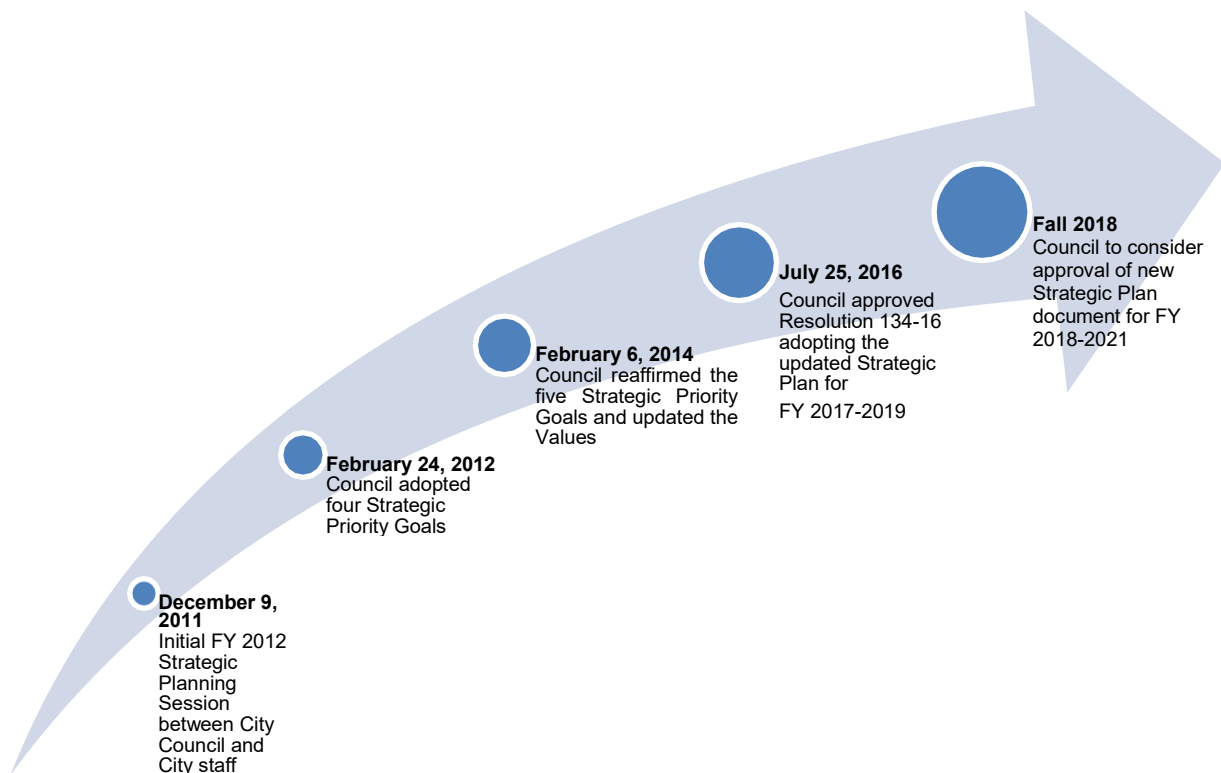 December 9,
2011
Initial FY 2012
Strategic
Planning
Session
between City
Council and
City staff
February 24, 2012
Council adopted
four Strategic
Priority Goals
February 6, 2014
Council reaffirmed the
five Strategic Priority
Goals and updated the
Values
July 25, 2016
Council approved
Resolution 134-16
adopting the
updated Strategic
Plan for
FY 2017-2019
Fall 2018
Council to consider
approval of new
Strategic Plan
document for FY
2018-2021